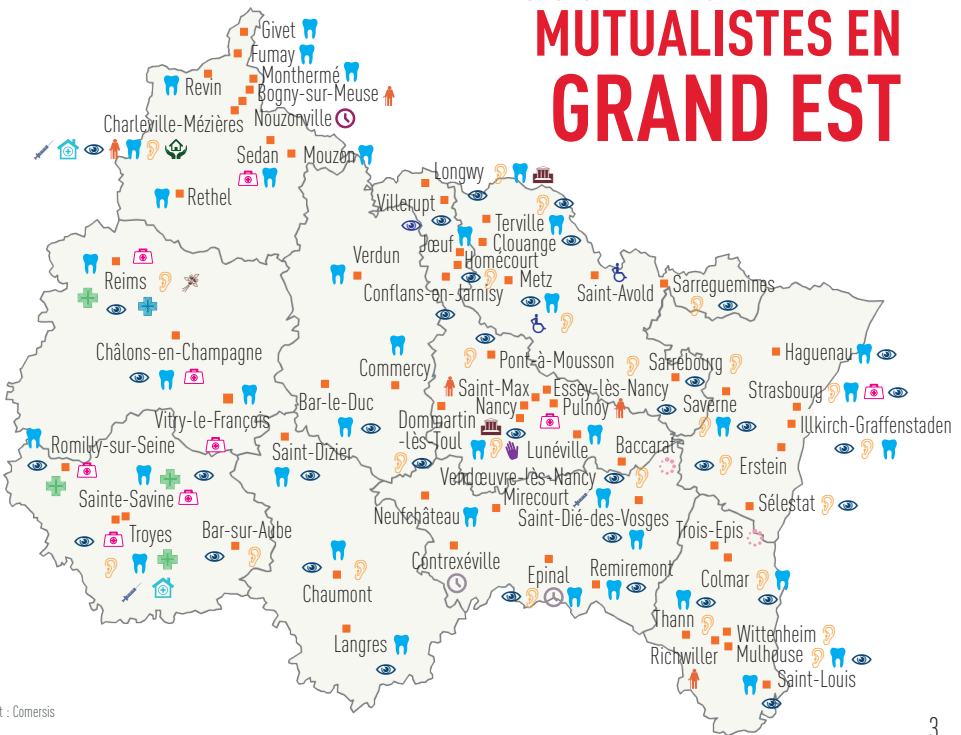 MUTUALISTES EN
GRAND EST
Givet
Fumay
Monthermé
Revin
Bogny-sur-Meuse
Charleville-Mézières
Nouzonville
Sedan
Mouzon
Rethel
Longwy
Villerupt
Terville
Clouange
Jœuf
Homécourt
Verdun
Metz
Conflans-en-Jarnisy
Saint-Avold
Sarreguemines
Reims
Châlons-en-Champagne
Commercy
Pont-à-Mousson
Sarrebourg
Haguenau
Saint-Max
Essey-lès-Nancy
Strasbourg
Bar-le-Duc
Nancy
Pulnoy
Saverne
Vitry-le-François
Dommartin
-lès-Toul
Illkirch-Graffenstaden
Romilly-sur-Seine
Saint-Dizier
Lunéville
Baccarat
Erstein
Vendœuvre-lès-Nancy
Sainte-Savine
Mirecourt
Sélestat
Neufchâteau
Saint-Dié-des-Vosges
Troyes
Bar-sur-Aube
Trois-Epis
Contrexéville
Epinal
Remiremont
Colmar
Chaumont
Thann
Wittenheim
Langres
Richwiller
Mulhouse
Saint-Louis
t : Comersis
3